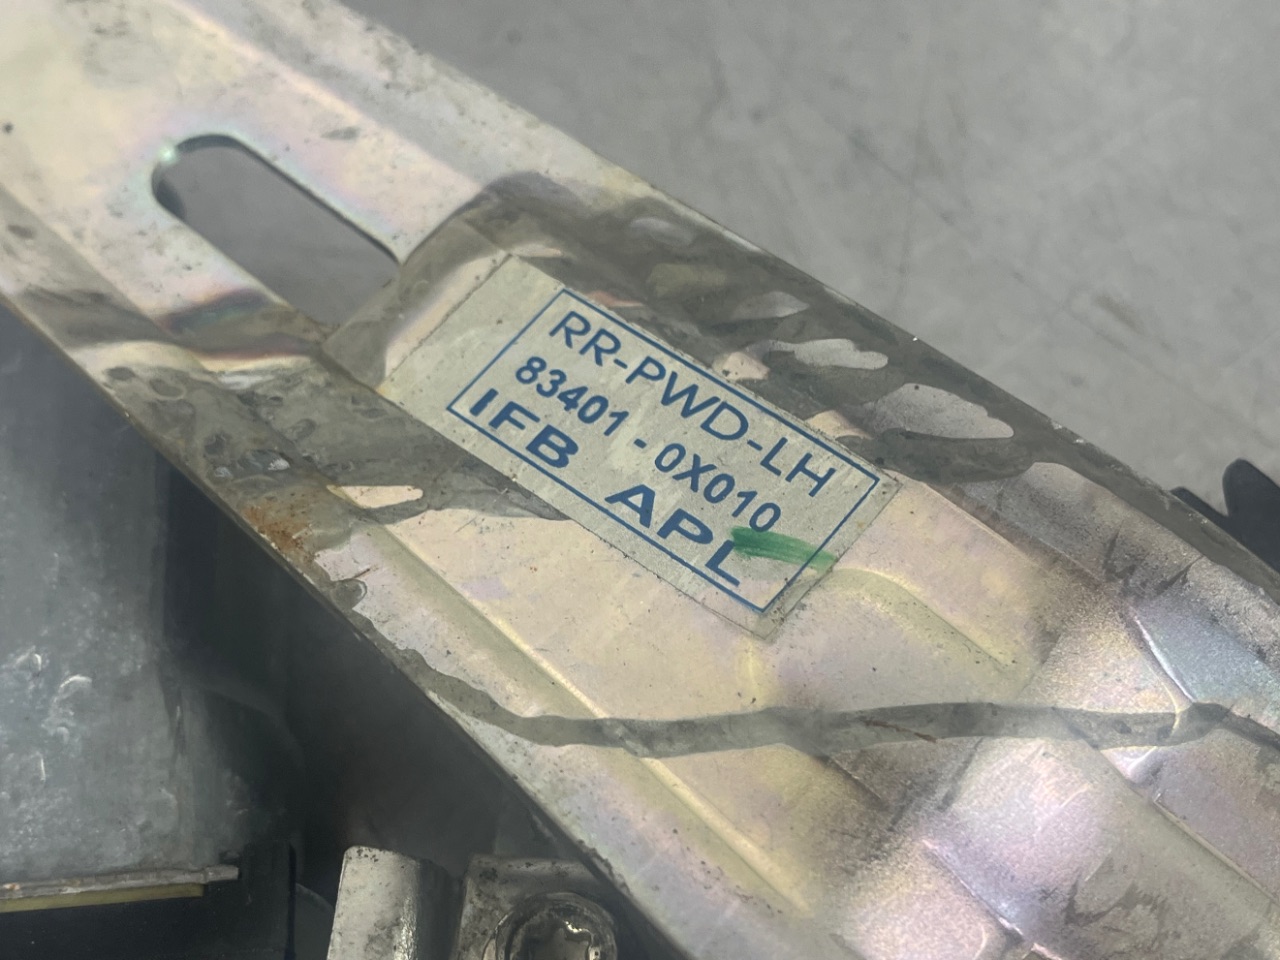 RR-PWD-LH
83401-0X010
IFB APL